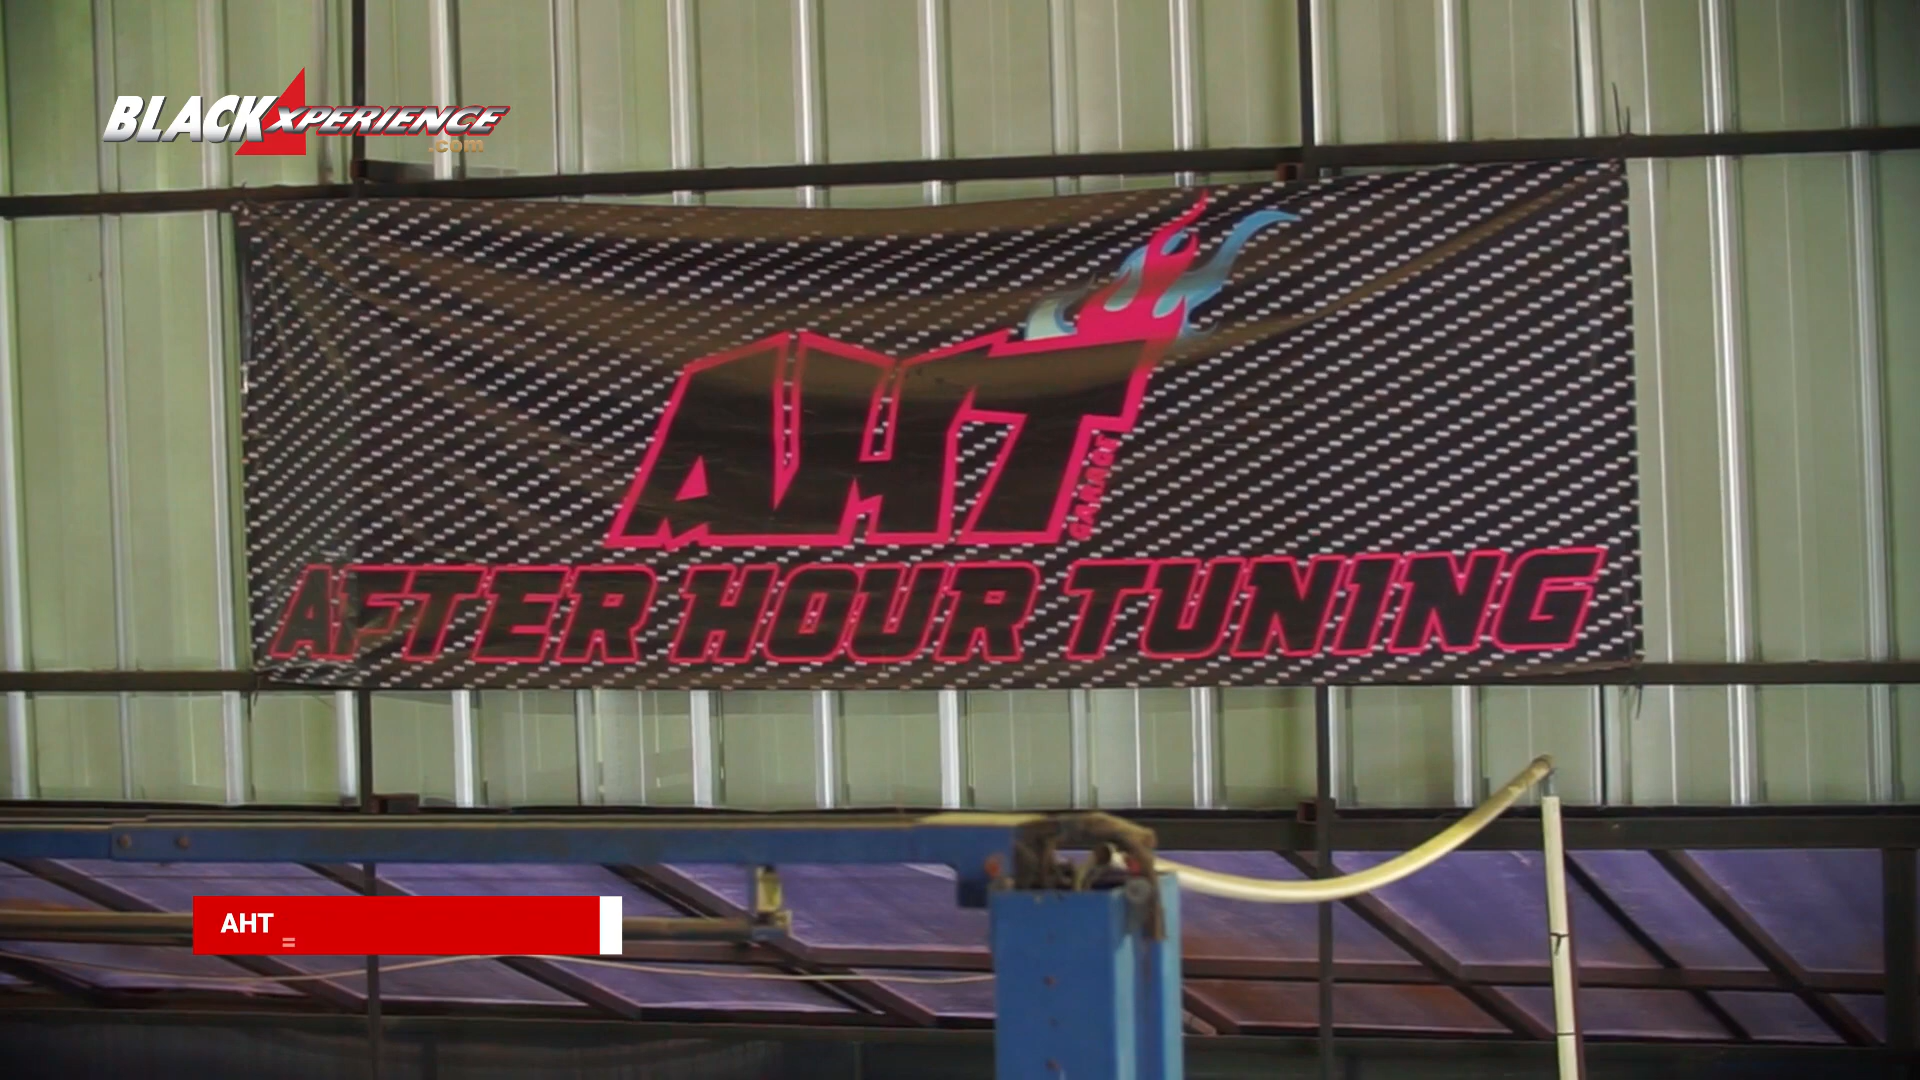 BLACKXPERIENCE
.com
AHT
GARAGE
AFTER HOUR TUNING
AHT